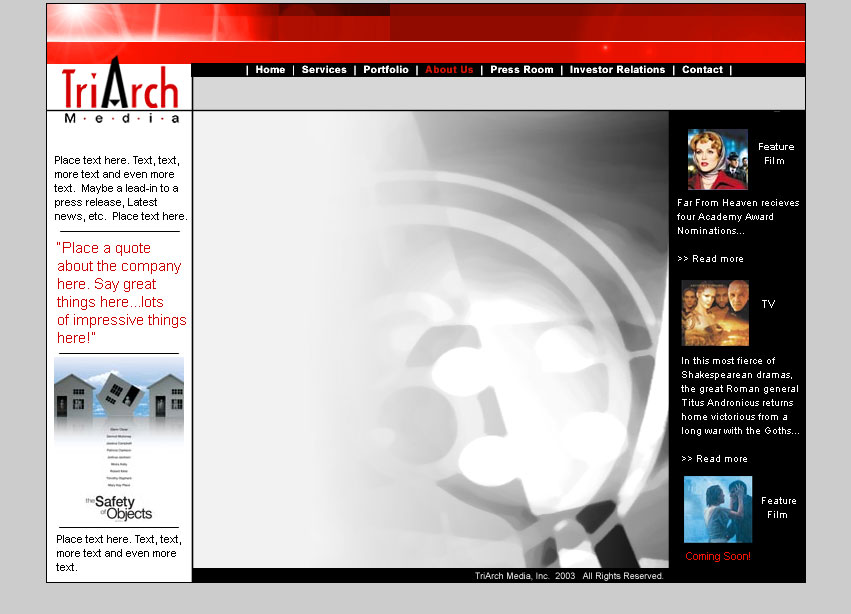 | Home | Services | Portfolio | About Us | Press Room | Investor Relations | Contact |
TriArch
M·e·d·i·a
Place text here. Text, text,
more text and even more
text. Maybe a lead-in to a
press release, Latest
news, etc. Place text here.
"Place a quote
about the company
here. Say great
things here...lots
of impressive things
here!"
the Safety
of Objects
Place text here. Text, text,
more text and even more
text.
Feature
Film
Far From Heaven recieves
four Academy Award
Nominations...
>> Read more
TV
In this most fierce of
Shakespearean dramas,
the great Roman general
Titus Andronicus returns
home victorious from a
long war with the Goths...
>> Read more
Feature
Film
Coming Soon!
TriArch Media, Inc. 2003 All Rights Reserved.